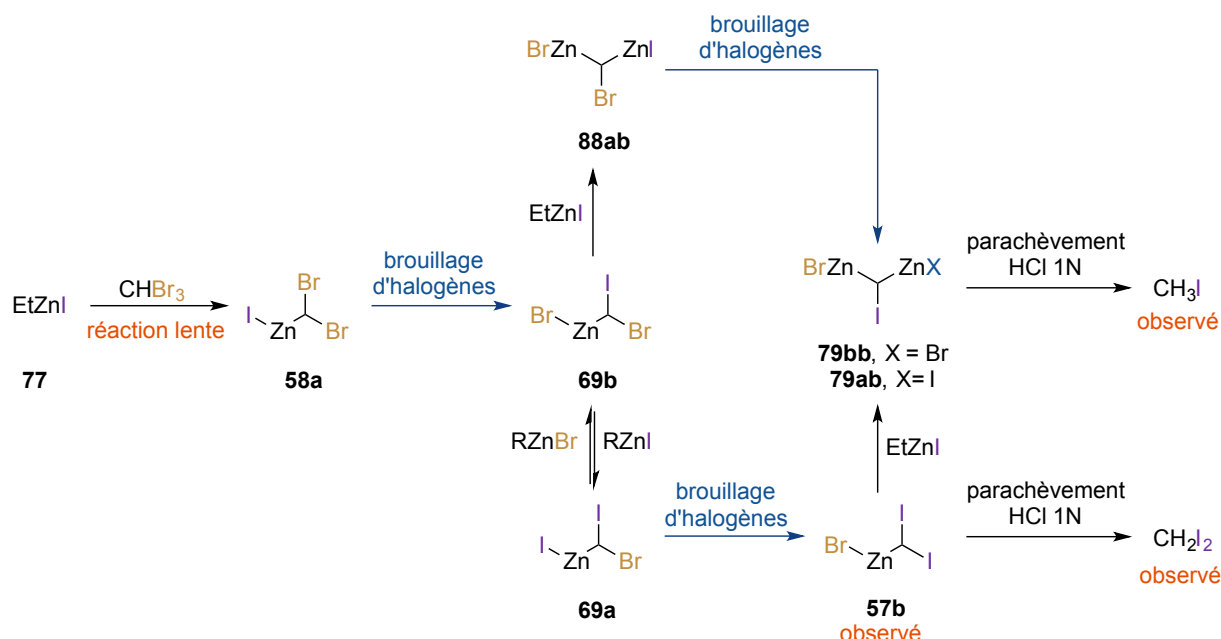 BrZn
ZnI
Br
88ab
brouillage
d'halogènes
EtZnI
EtZnI
77
CHBr3
réaction lente
I
Zn
Br
Br
58a
brouillage
d'halogènes
I
Br
Zn
Br
69b
BrZn
ZnX
I
79bb, X = Br
79ab, X= I
parachèvement
HCl 1N
CH3I
observé
RZnBr
RZnI
EtZnI
I
I
Zn
Br
69a
brouillage
d'halogènes
I
Br
Zn
I
57b
observé
parachèvement
HCl 1N
CH2I2
observé